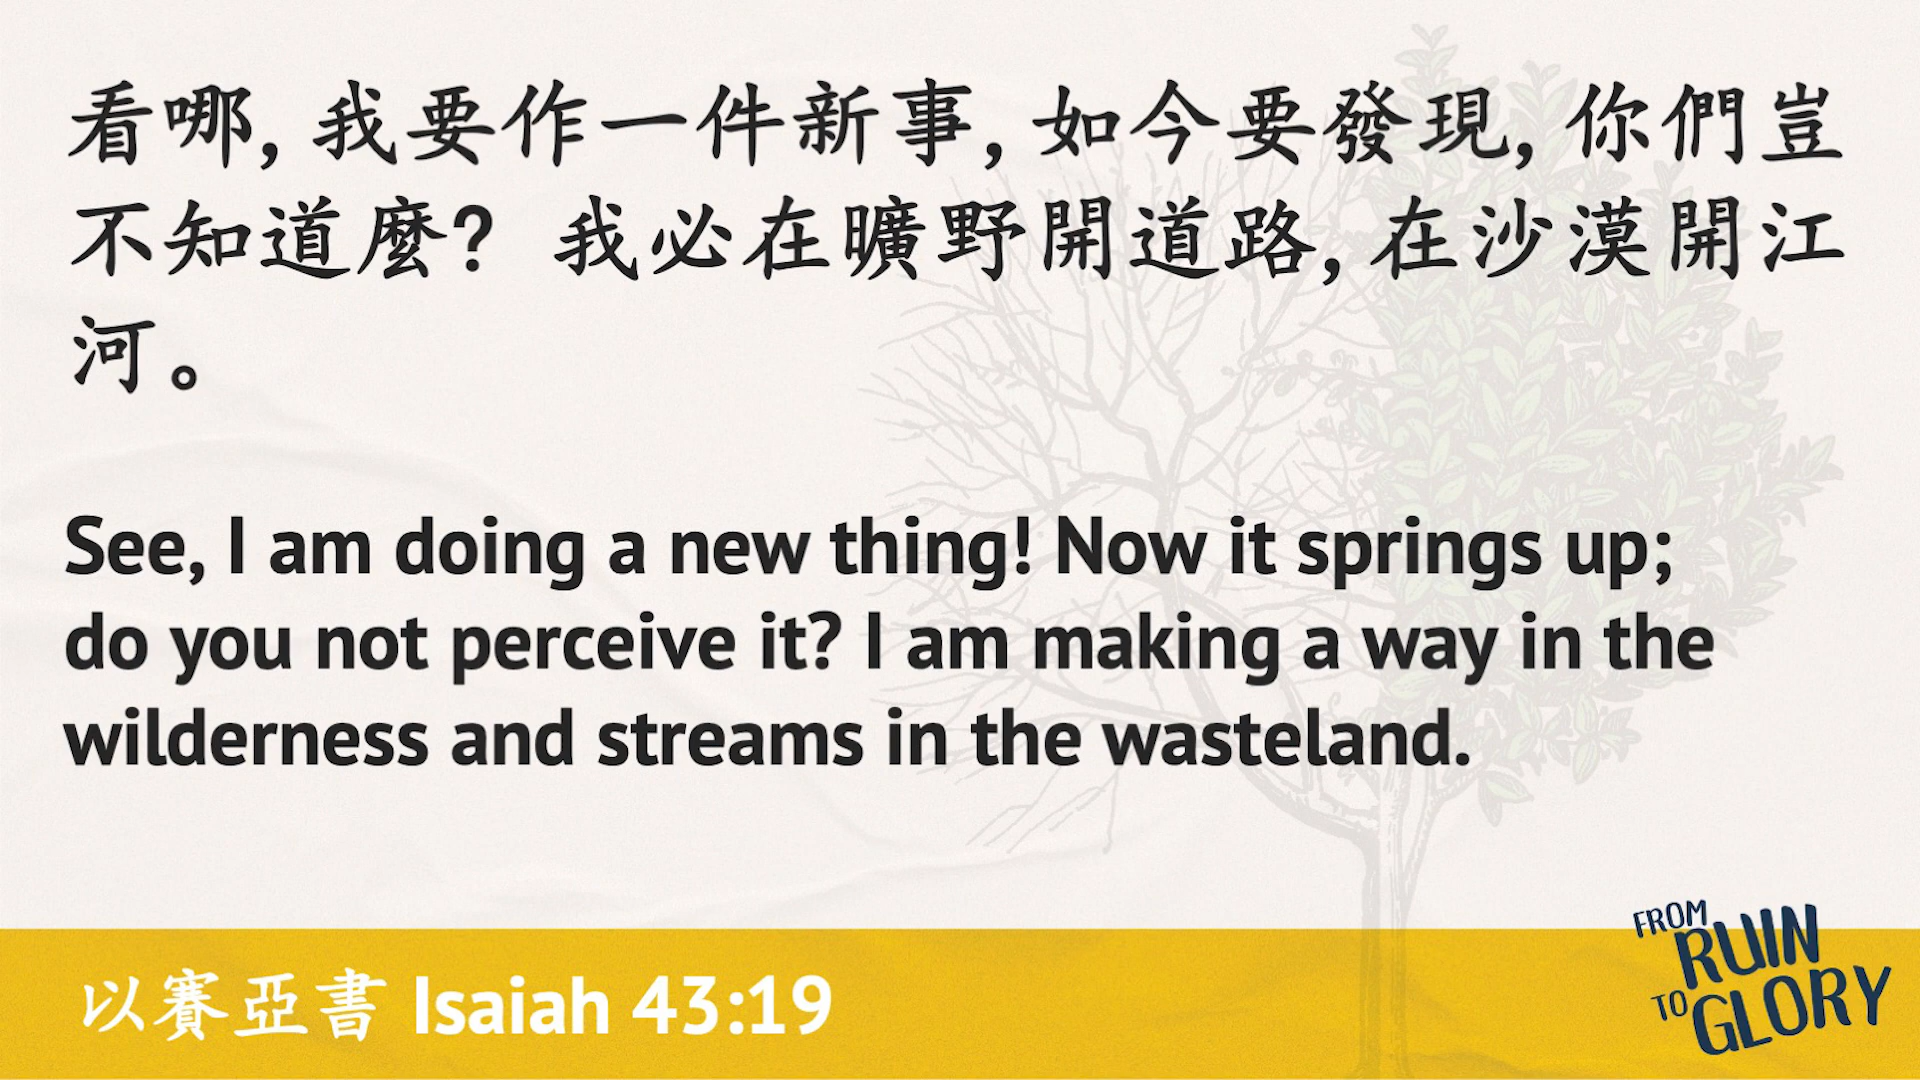 看哪, 我要作一件新事, 如今要發現, 你們豈
不知道麼? 我必在曠野開道路, 在沙漠開江
河。
See, I am doing a new thing! Now it springs up;
do you not perceive it? I am making a way in the
wilderness and streams in the wasteland.
以賽亞書 Isaiah 43:19
FROM
RUIN
TO
GLORY